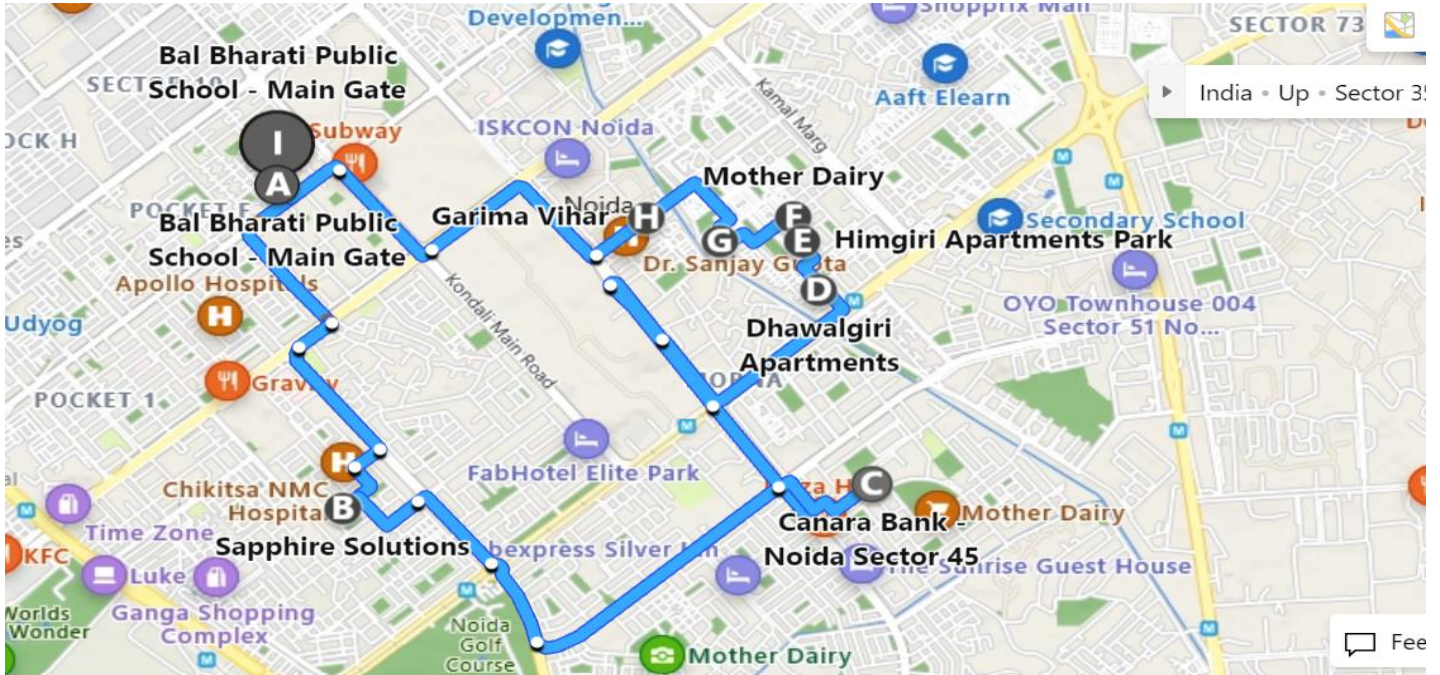 Developmen...
Shopprix Mall
SECTOR 73
Bal Bharati Public
School - Main Gate
India • Up • Sector 35
Aaft Elearn
Kamal Marg
OCK H
Subway
ISKCON Noida
I
A
Mother Dairy
POCKET E
Garima Vihar
Noida
H
F
G
E
Secondary School
Bal Bharati Public
School - Main Gate
Himgiri Apartments Park
Dr. Sanjay Gupta
es
Apollo Hospitals
H
D
OYO Townhouse 004
Sector 51 No...
Udyog
Kondali Main Road
Dhawalgiri
Apartments
M
M
M
M
M
M
M
M
POCKET 1
FabHotel Elite Park
H
Chikitsa NMC
Hospital
B
C
Mother Dairy
Canara Bank -
Noida Sector 45
Time Zone
Sapphire Solutions
KFC
Luke
The Sunrise Guest House
Ganga Shopping
Complex
Worlds
Wonder
Noida
Golf
Course
Mother Dairy
Fee